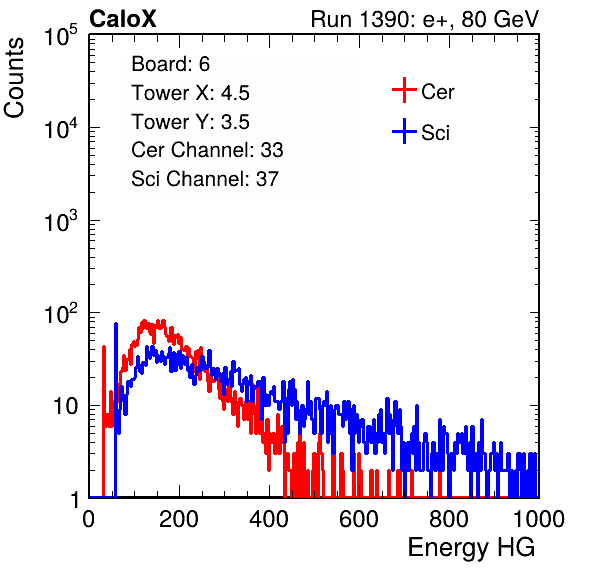 CaloX
Run 1390: e+, 80 GeV
Counts
10^5
10^4
10^3
10^2
10
1
Board: 6
Tower X: 4.5
Tower Y: 3.5
Cer Channel: 33
Sci Channel: 37
Cer
Sci
0 200 400 600 800 1000
Energy HG